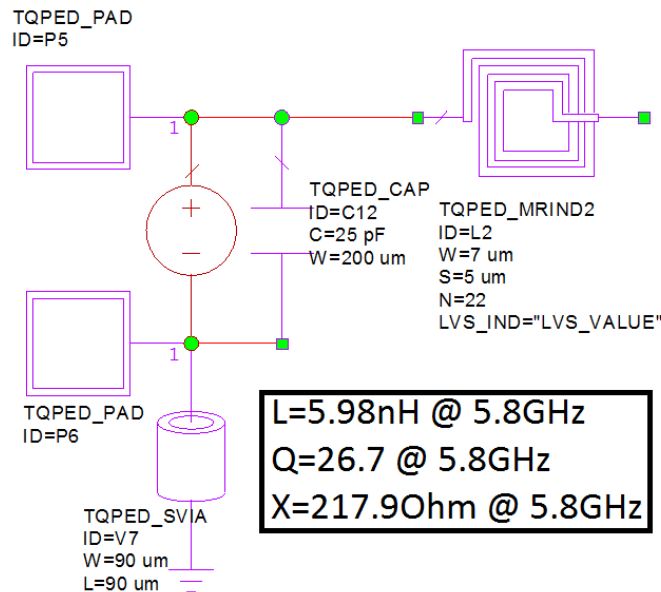 TQPED_PAD
ID=P5
1
+
−
TQPED_CAP
ID=C12
C=25 pF
W=200 um
TQPED_MRIND2
ID=L2
W=7 um
S=5 um
N=22
LVS_IND="LVS_VALUE"
1
TQPED_PAD
ID=P6
L=5.98nH @ 5.8GHz
Q=26.7 @ 5.8GHz
X=217.9Ohm @ 5.8GHz
TQPED_SVIA
ID=V7
W=90 um
L=90 um